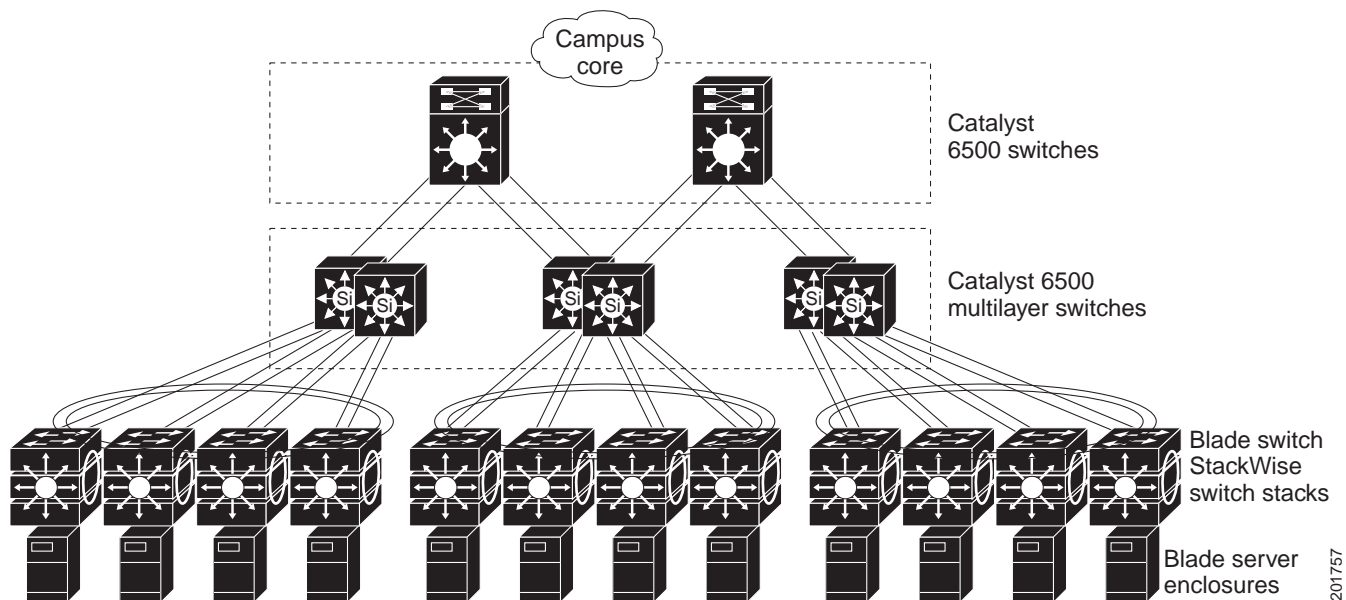 Campus
core
Catalyst
6500 switches
Si
Si
Si
Si
Si
Si
Catalyst 6500
multilayer switches
Blade switch
StackWise
switch stacks
Blade server
enclosures
201757